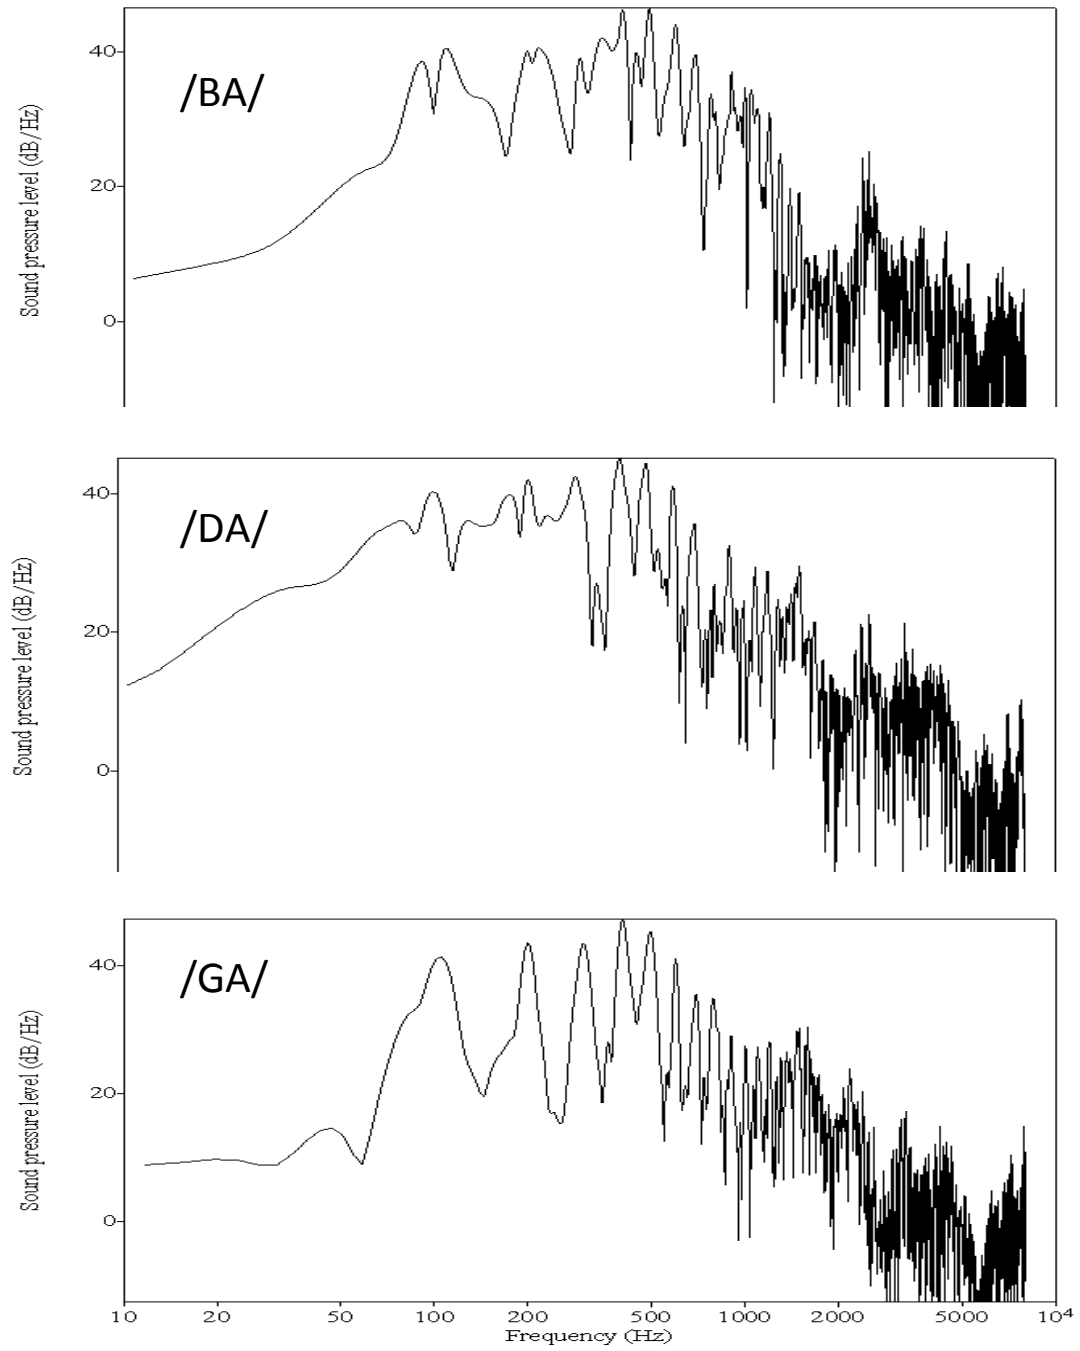 /BA/
Sound pressure level (dB/Hz)
40
20
0
/DA/
Sound pressure level (dB/Hz)
40
20
0
/GA/
Sound pressure level (dB/Hz)
40
20
0
10 20 50 100 200 500 1000 2000 5000 10⁴
Frequency (Hz)